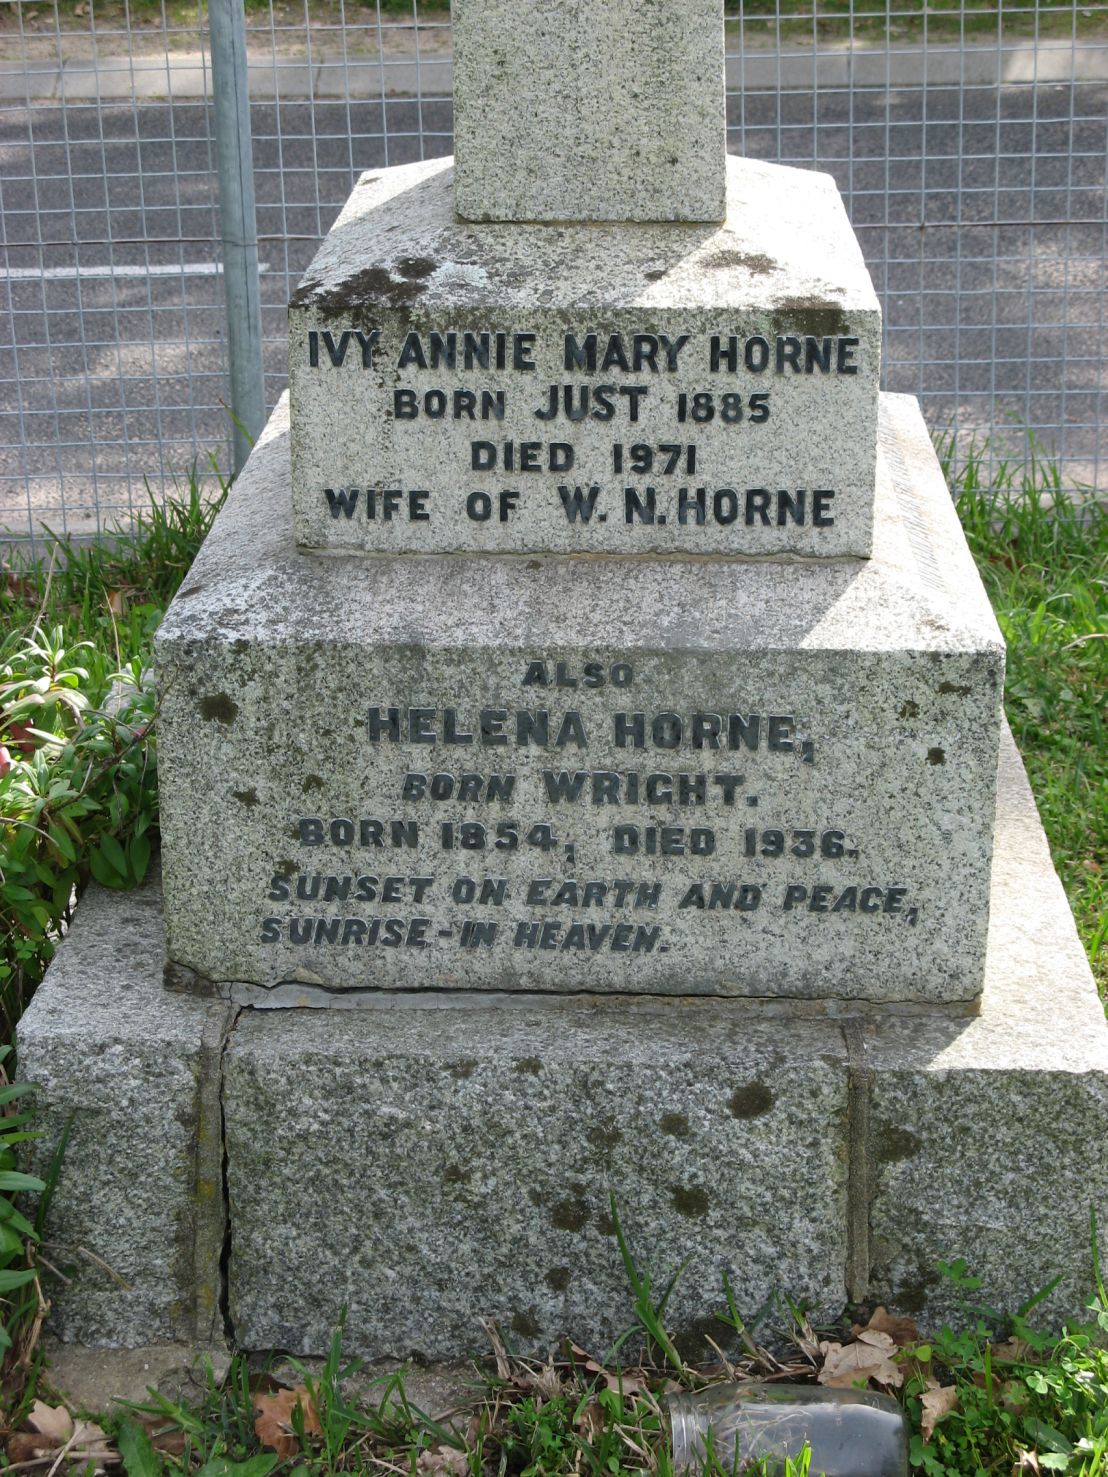 IVY ANNIE MARY HORNE
BORN JUST 1885
DIED 1971
WIFE OF W. N. HORNE
ALSO
HELENA HORNE,
BORN WRIGHT.
BORN 1854, DIED 1936.
SUNSET ON EARTH AND PEACE,
SUNRISE - IN HEAVEN.